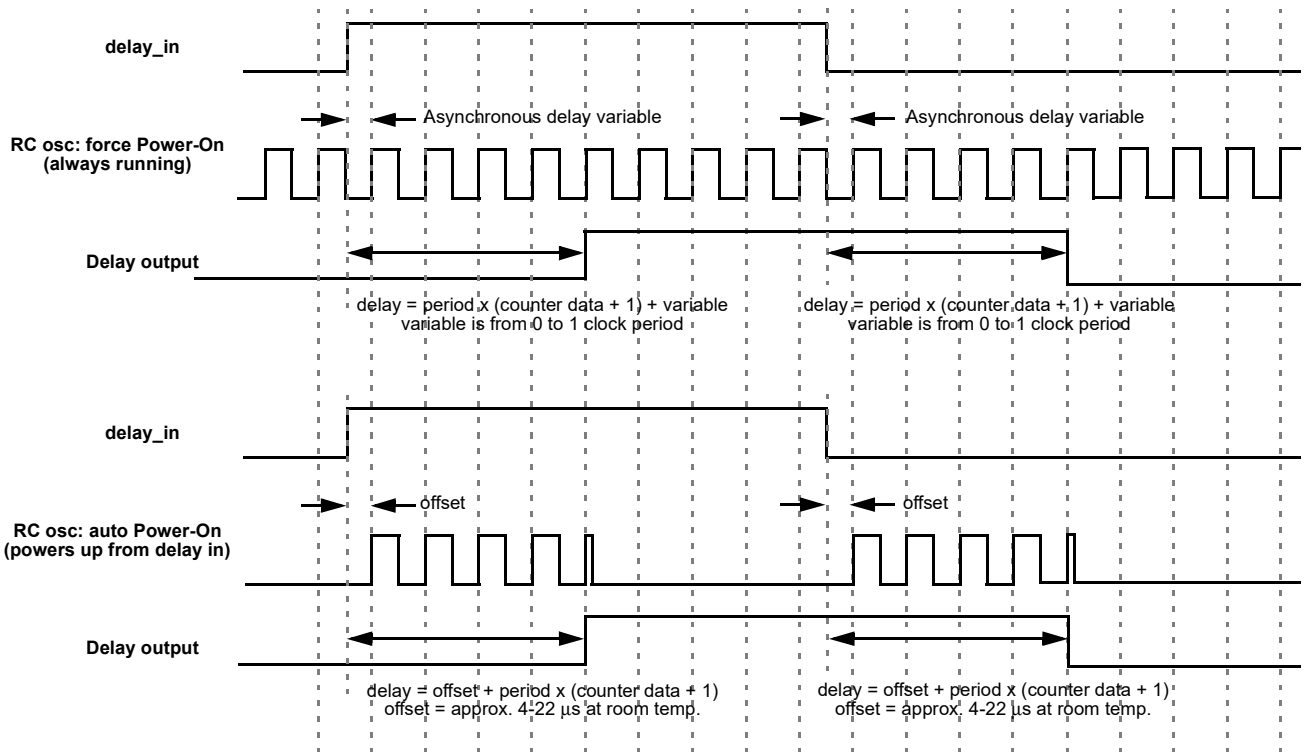 delay_in
Asynchronous delay variable
Asynchronous delay variable
RC osc: force Power-On
(always running)
Delay output
delay = period x (counter data + 1) + variable
variable is from 0 to 1 clock period
delay = period x (counter data + 1) + variable
variable is from 0 to 1 clock period
delay_in
offset
offset
RC osc: auto Power-On
(powers up from delay in)
Delay output
delay = offset + period x (counter data + 1)
offset = approx. 4-22 μs at room temp.
delay = offset + period x (counter data + 1)
offset = approx. 4-22 μs at room temp.